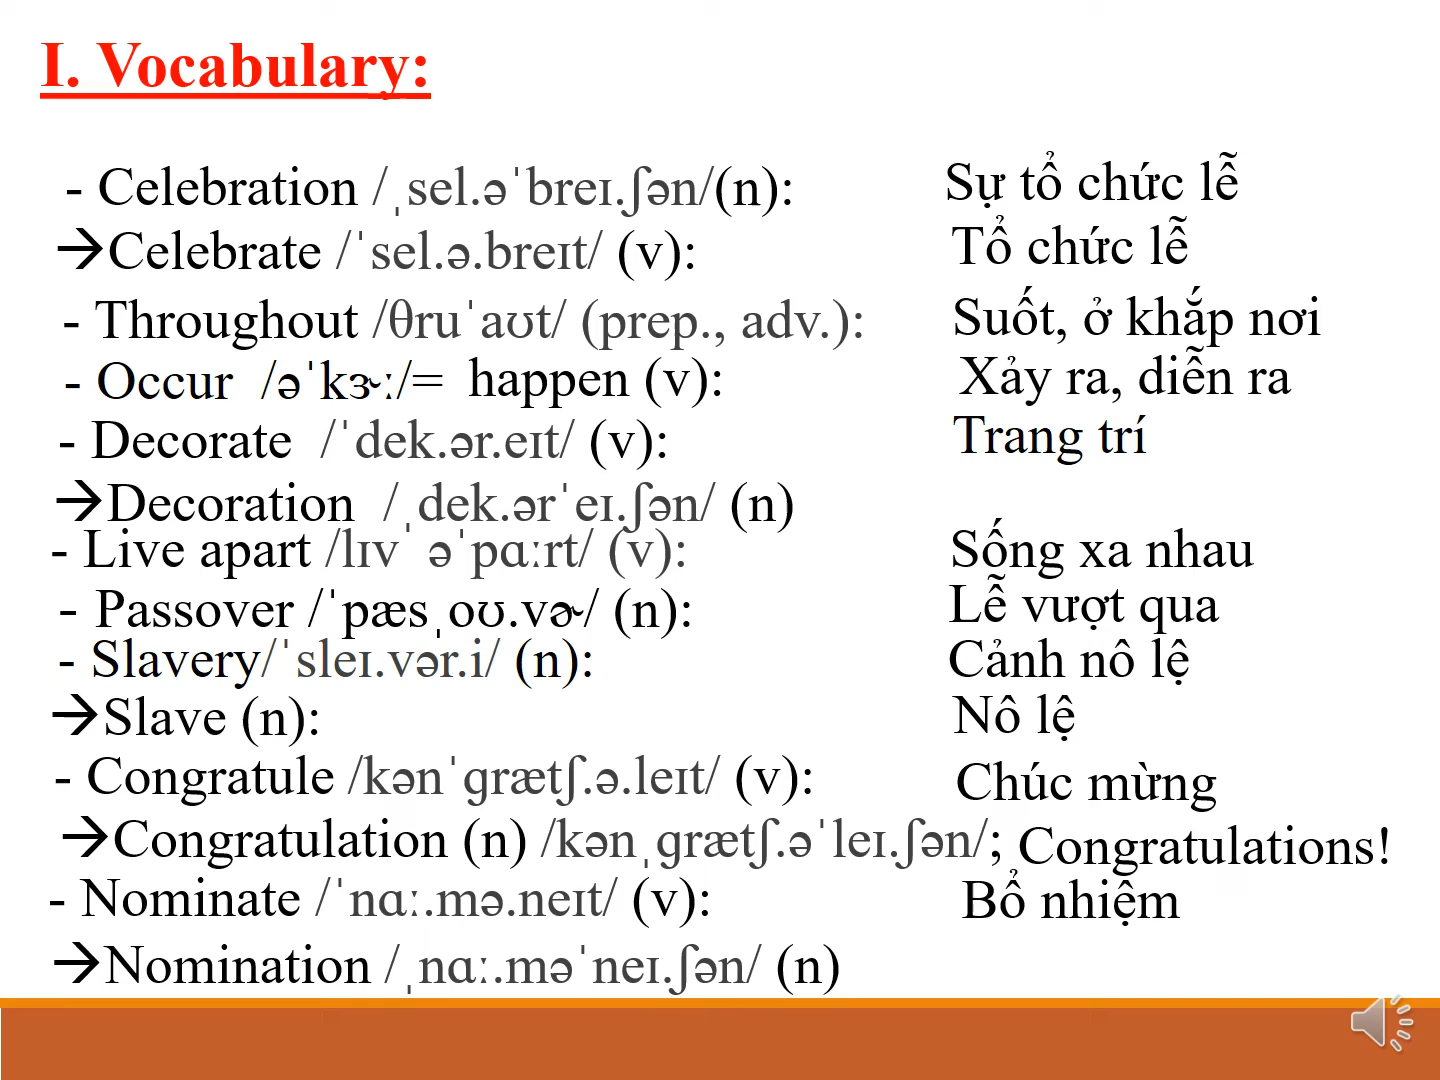 I. Vocabulary:
- Celebration /ˌsel.əˈbreɪ.ʃən/(n): Sự tổ chức lễ
→Celebrate /ˈsel.ə.breɪt/ (v): Tổ chức lễ
- Throughout /θruˈaʊt/ (prep., adv.): Suốt, ở khắp nơi
- Occur /əˈkɝː/= happen (v): Xảy ra, diễn ra
- Decorate /ˈdek.ər.eɪt/ (v): Trang trí
→Decoration /ˌdek.ərˈeɪ.ʃən/ (n)
- Live apart /lɪvˈ əˈpɑːrt/ (v): Sống xa nhau
- Passover /ˈpæsˌoʊ.vɚ/ (n): Lễ vượt qua
- Slavery/ˈsleɪ.vər.i/ (n): Cảnh nô lệ
→Slave (n): Nô lệ
- Congratule /kənˈɡrætʃ.ə.leɪt/ (v): Chúc mừng
→Congratulation (n) /kənˌɡrætʃ.əˈleɪ.ʃən/; Congratulations!
- Nominate /ˈnɑː.mə.neɪt/ (v): Bổ nhiệm
→Nomination /ˌnɑː.məˈneɪ.ʃən/ (n)